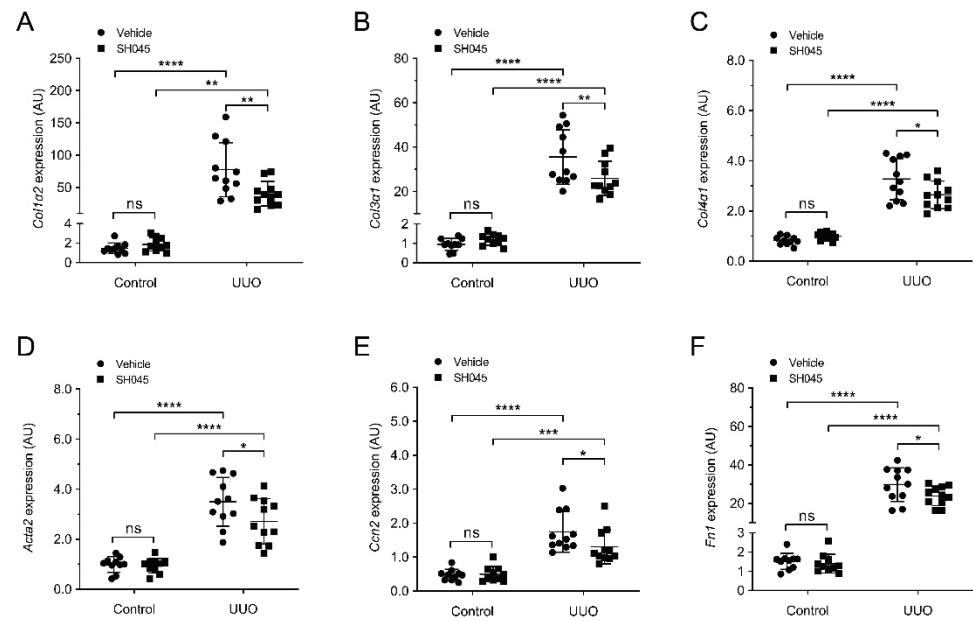 A
Vehicle
SH045
Col1α2 expression (AU)
250
200
150
100
50
4
2
0
****
**
**
ns
Control
UUO
B
Vehicle
SH045
Col3α1 expression (AU)
80
60
40
20
2
1
0
****
****
**
ns
Control
UUO
C
Vehicle
SH045
Col4α1 expression (AU)
8.0
6.0
4.0
2.0
0.0
****
****
*
ns
Control
UUO
D
Vehicle
SH045
Acta2 expression (AU)
8.0
6.0
4.0
2.0
0.0
****
****
*
ns
Control
UUO
E
Vehicle
SH045
Ccn2 expression (AU)
6.0
5.0
4.0
3.0
2.0
1.0
0.0
****
***
*
ns
Control
UUO
F
Vehicle
SH045
Fn1 expression (AU)
80
60
40
20
3
2
1
0
****
****
*
ns
Control
UUO